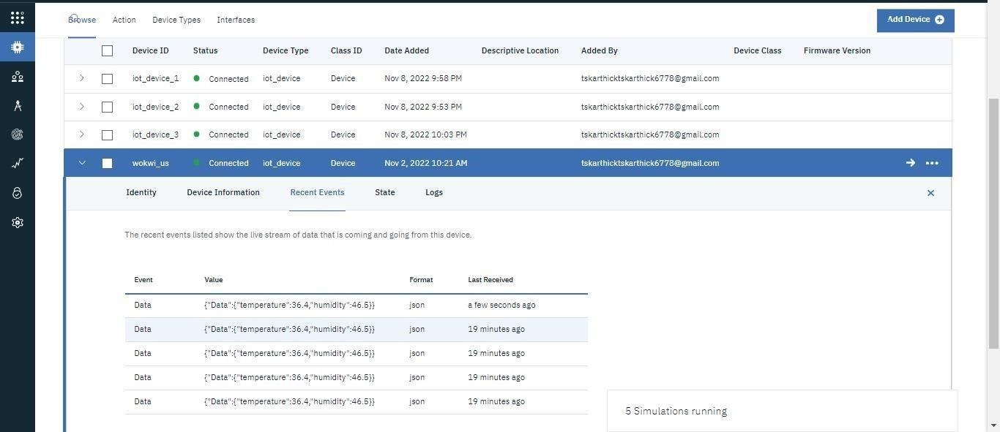 Browse Action Device Types Interfaces Add Device
Device ID Status Device Type Class ID Date Added Descriptive Location Added By Device Class Firmware Version
iot_device_1 Connected iot_device Device Nov 8, 2022 9:58 PM tskarthicktskarthick6778@gmail.com
iot_device_2 Connected iot_device Device Nov 8, 2022 9:53 PM tskarthicktskarthick6778@gmail.com
iot_device_3 Connected iot_device Device Nov 8, 2022 10:03 PM tskarthicktskarthick6778@gmail.com
wokwi_us Connected iot_device Device Nov 2, 2022 10:21 AM tskarthicktskarthick6778@gmail.com
Identity Device Information Recent Events State Logs
The recent events listed show the live stream of data that is coming and going from this device.
Event Value Format Last Received
Data {"Data":{"temperature":36.4,"humidity":46.5}} json a few seconds ago
Data {"Data":{"temperature":36.4,"humidity":46.5}} json 19 minutes ago
Data {"Data":{"temperature":36.4,"humidity":46.5}} json 19 minutes ago
Data {"Data":{"temperature":36.4,"humidity":46.5}} json 19 minutes ago
Data {"Data":{"temperature":36.4,"humidity":46.5}} json 19 minutes ago
5 Simulations running